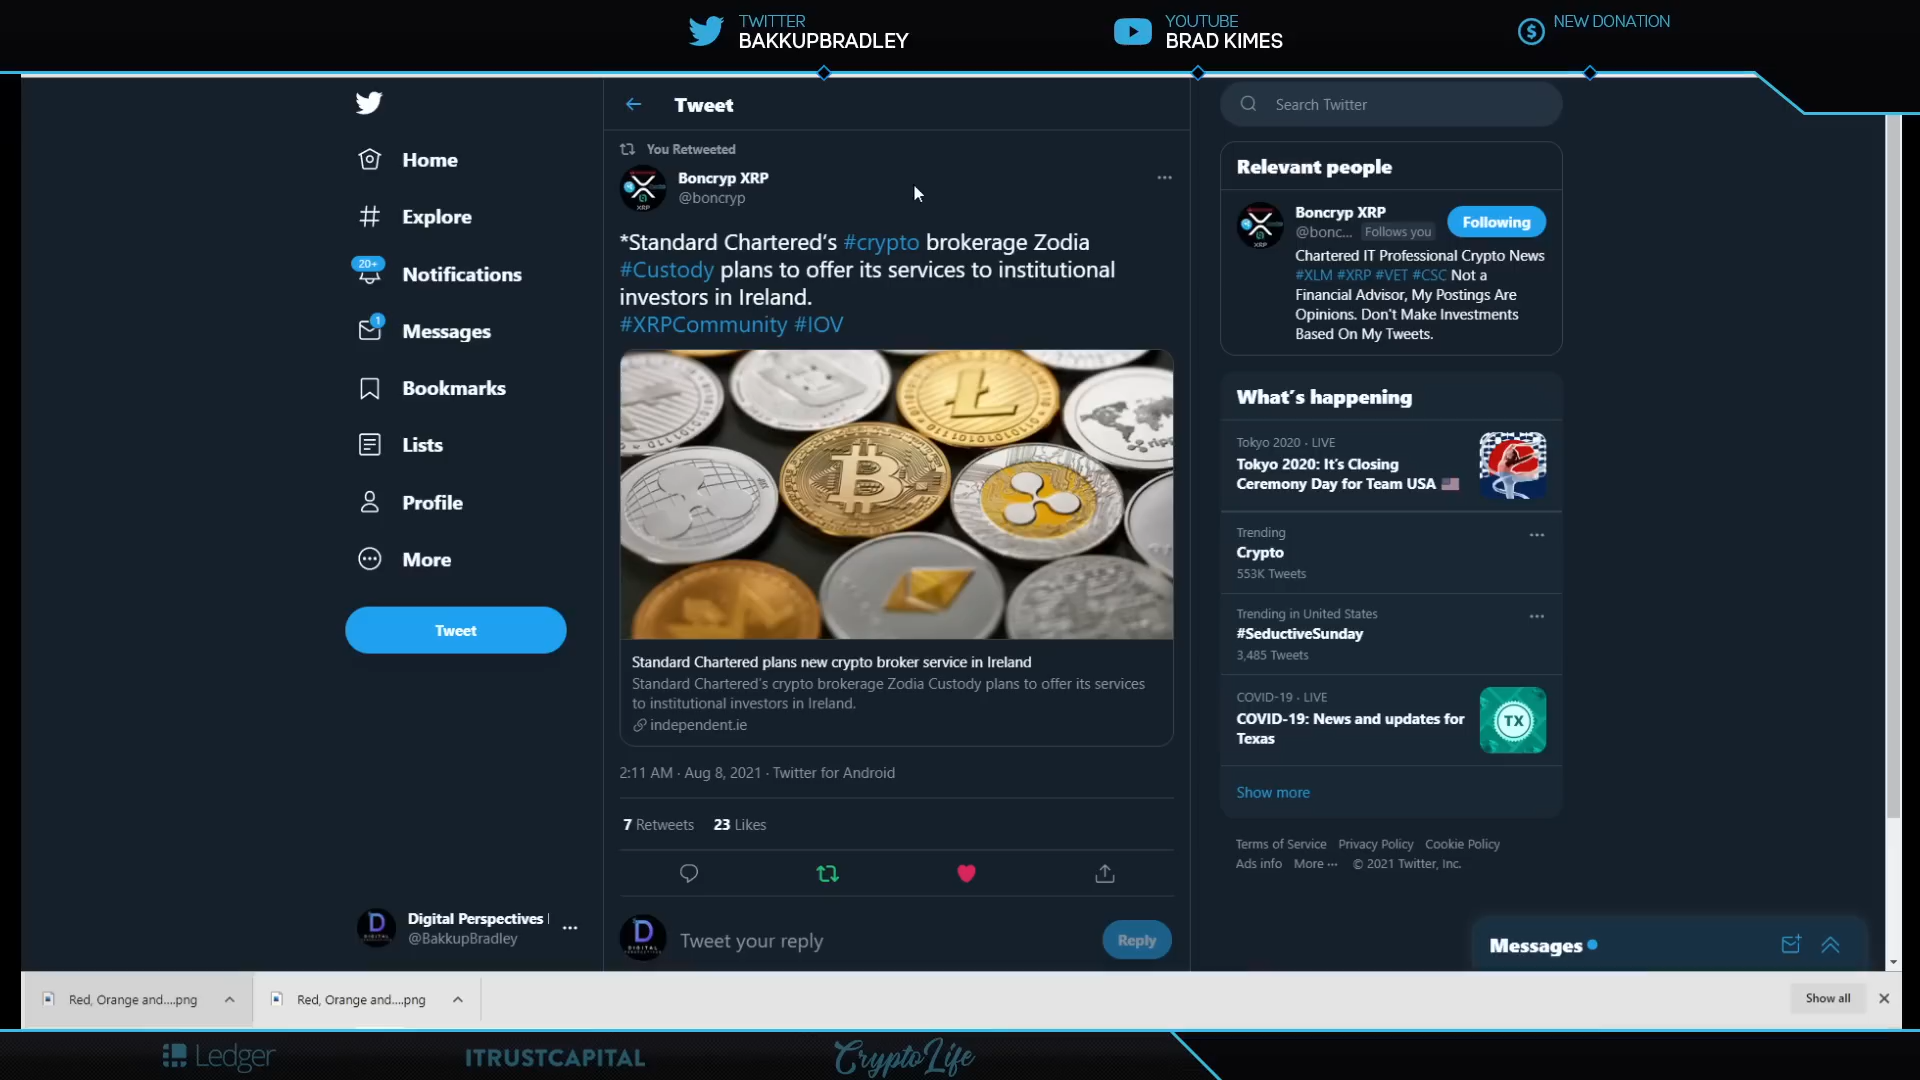 TWITTER
BAKKUPBRADLEY
YOUTUBE
BRAD KIMES
NEW DONATION
Home
Explore
20+
Notifications
1
Messages
Bookmarks
Lists
Profile
More
Tweet
Digital Perspectives
@BakkupBradley
Tweet
You Retweeted
Boncryp XRP
@boncryp
*Standard Chartered's #crypto brokerage Zodia
#Custody plans to offer its services to institutional
investors in Ireland.
#XRPCommunity #IOV
Standard Chartered plans new crypto broker service in Ireland
Standard Chartered's crypto brokerage Zodia Custody plans to offer its services
to institutional investors in Ireland.
independent.ie
2:11 AM · Aug 8, 2021 · Twitter for Android
7 Retweets 23 Likes
Tweet your reply
Reply
Search Twitter
Relevant people
Boncryp XRP
@bonc... Follows you
Following
Chartered IT Professional Crypto News
#XLM #XRP #VET #CSC Not a
Financial Advisor, My Postings Are
Opinions. Don't Make Investments
Based On My Tweets.
What's happening
Tokyo 2020 · LIVE
Tokyo 2020: It's Closing
Ceremony Day for Team USA
Trending
Crypto
553K Tweets
Trending in United States
#SeductiveSunday
3,485 Tweets
COVID-19 · LIVE
COVID-19: News and updates for
Texas
TX
Show more
Terms of Service Privacy Policy Cookie Policy
Ads info More ··· © 2021 Twitter, Inc.
Messages
Red, Orange and....png
Red, Orange and....png
Show all
Ledger
ITRUSTCAPITAL
CryptoLife